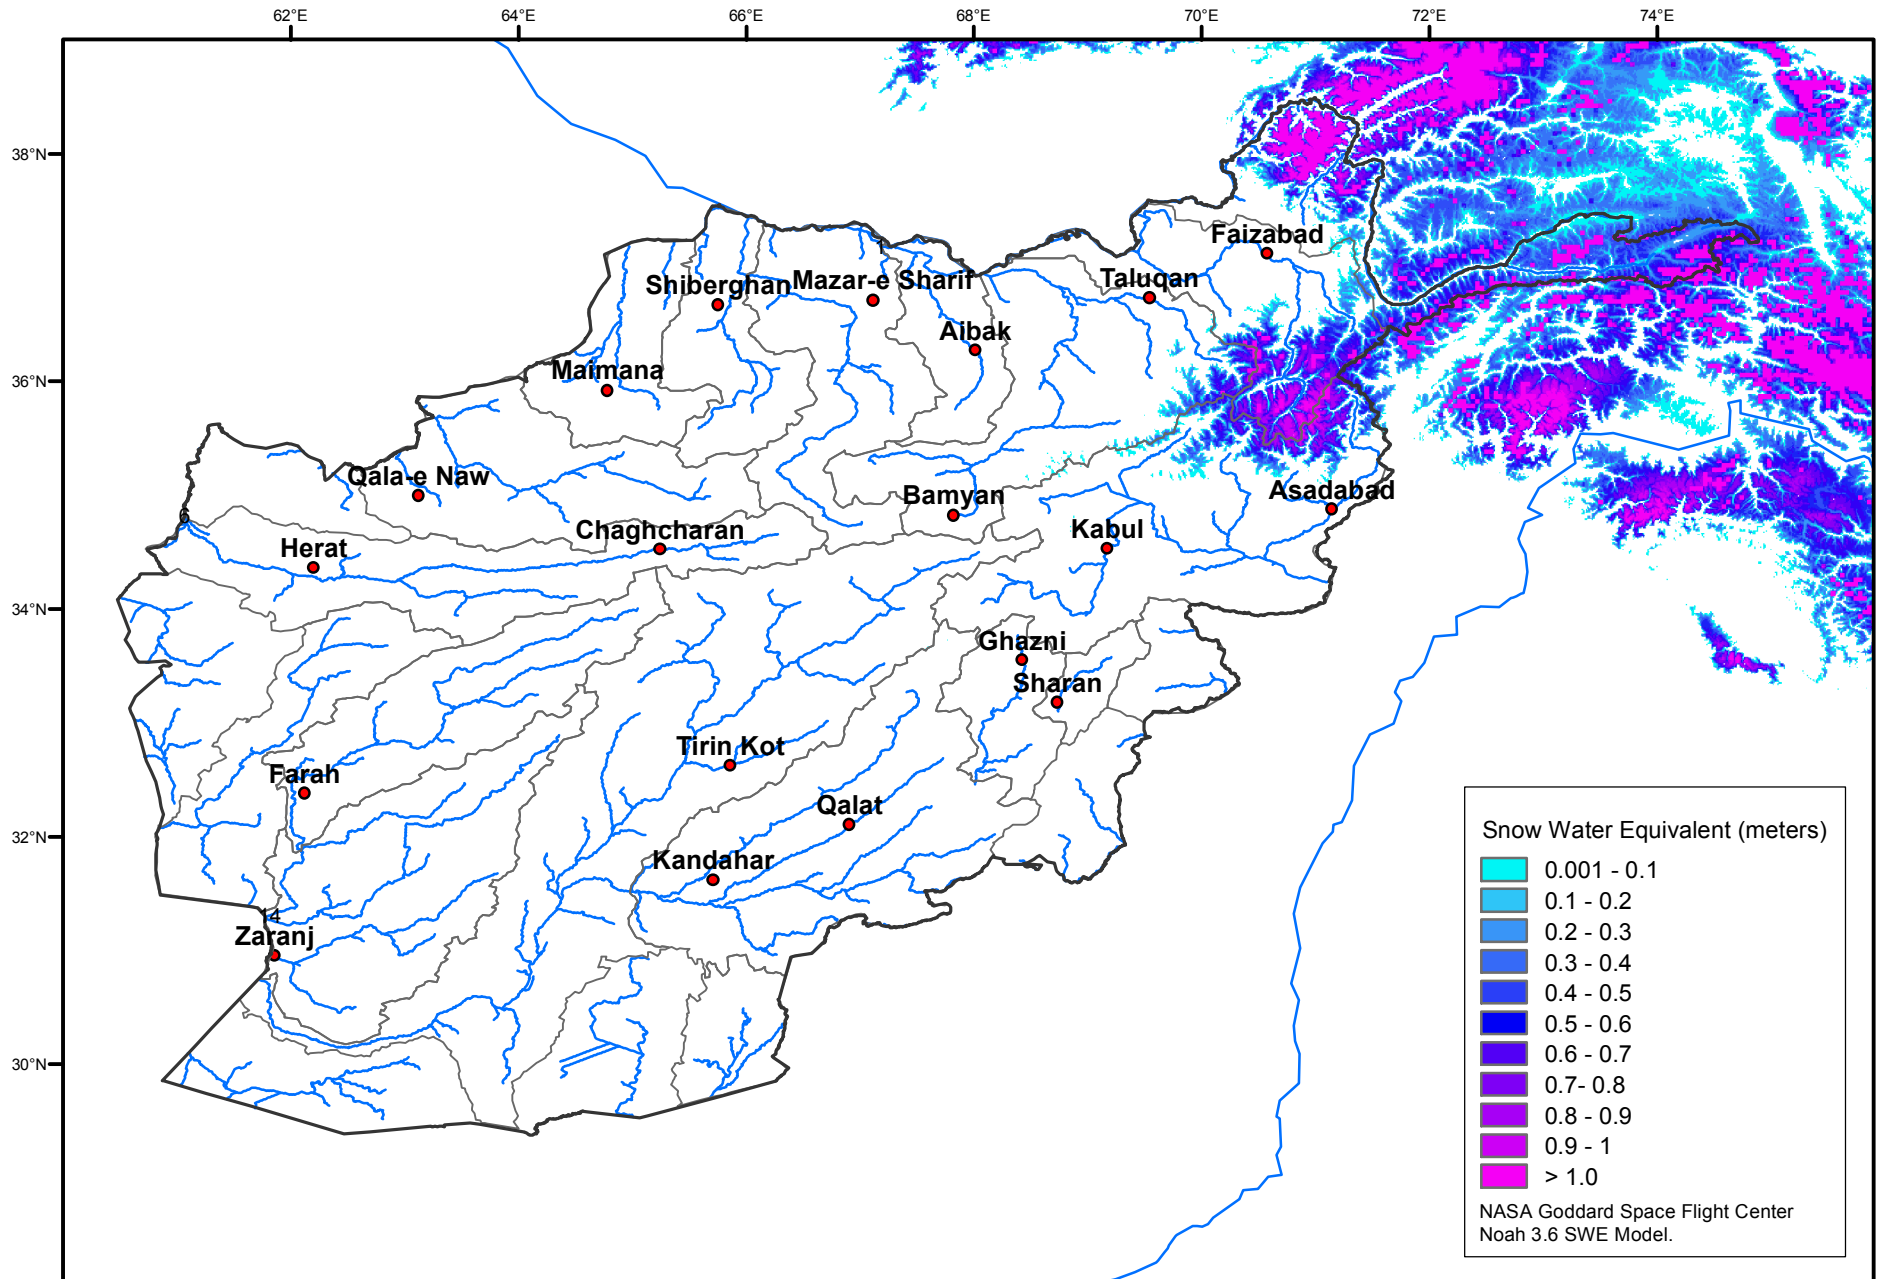 62°E
64°E
66°E
68°E
70°E
72°E
74°E
38°N
36°N
34°N
32°N
30°N
Faizabad
Shiberghan
Mazar-e Sharif
Taluqan
Aibak
Maimana
Qala-e Naw
Bamyan
Asadabad
6
Chaghcharan
Kabul
Herat
Ghazni
Sharan
Tirin Kot
Farah
Qalat
Kandahar
14
Zaranj
Snow Water Equivalent (meters)
0.001 - 0.1
0.1 - 0.2
0.2 - 0.3
0.3 - 0.4
0.4 - 0.5
0.5 - 0.6
0.6 - 0.7
0.7- 0.8
0.8 - 0.9
0.9 - 1
> 1.0
NASA Goddard Space Flight Center
Noah 3.6 SWE Model.